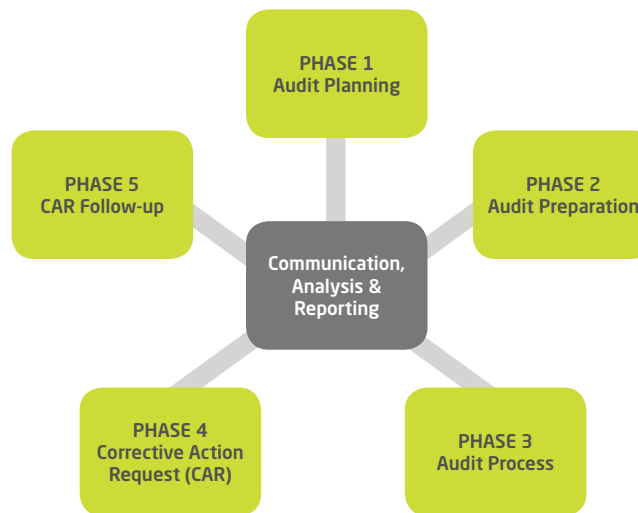 PHASE 1
Audit Planning
PHASE 2
Audit Preparation
PHASE 3
Audit Process
PHASE 4
Corrective Action
Request (CAR)
PHASE 5
CAR Follow-up
Communication,
Analysis &
Reporting